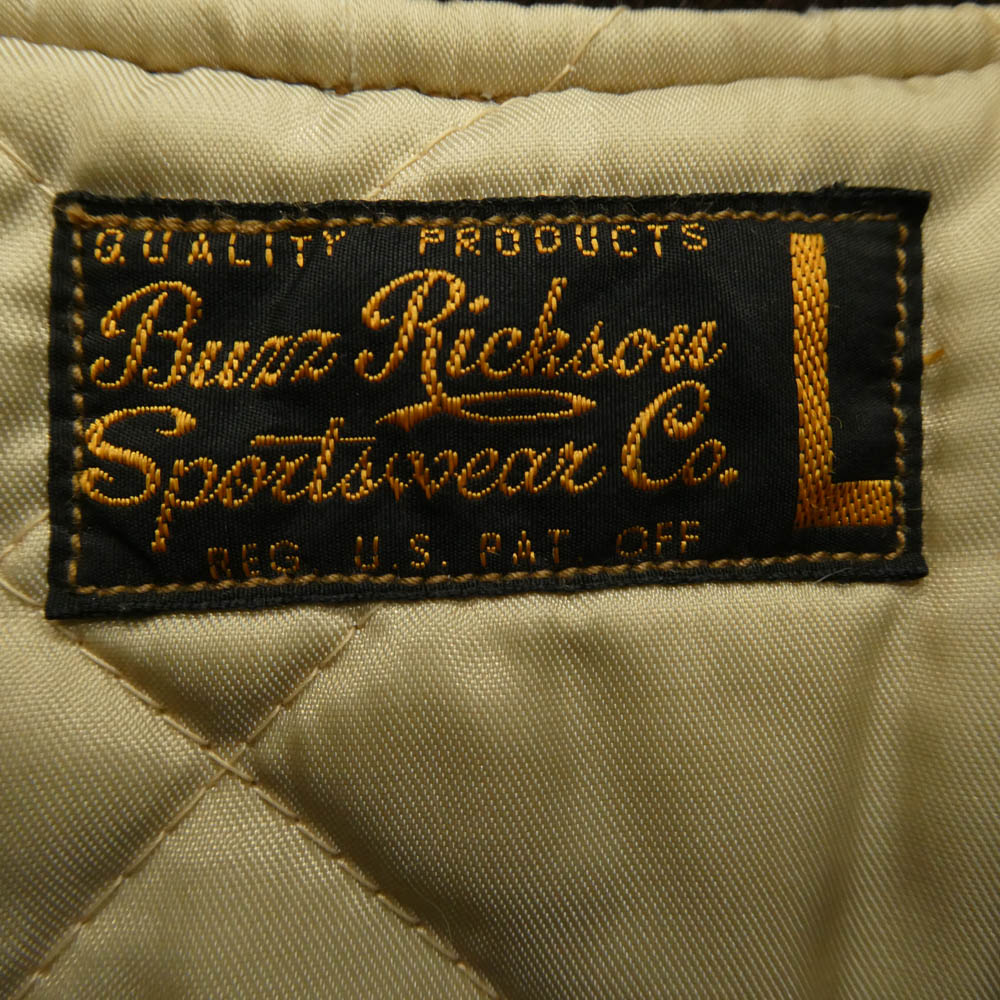 QUALITY PRODUCTS
Buzz Rickson
Sportswear Co.
REG. U.S. PAT. OFF
L